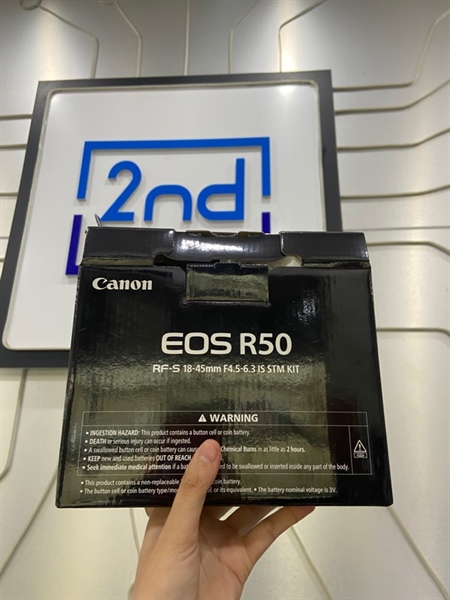 2nd
Canon
EOS R50
RF-S 18-45mm F4.5-6.3 IS STM KIT
WARNING
• INGESTION HAZARD: This product contains a button cell or coin battery.
• DEATH or serious injury can occur if ingested.
• A swallowed button cell or coin battery can cause Chemical Burns in as little as 2 hours.
• KEEP new and used batteries OUT OF REACH
• Seek immediate medical attention if a battery to be swallowed or inserted inside any part of the body.
• This product contains a non-replaceable coin battery.
• The button or coin battery type/mod or its equivalent. • The battery nominal voltage is 3V.